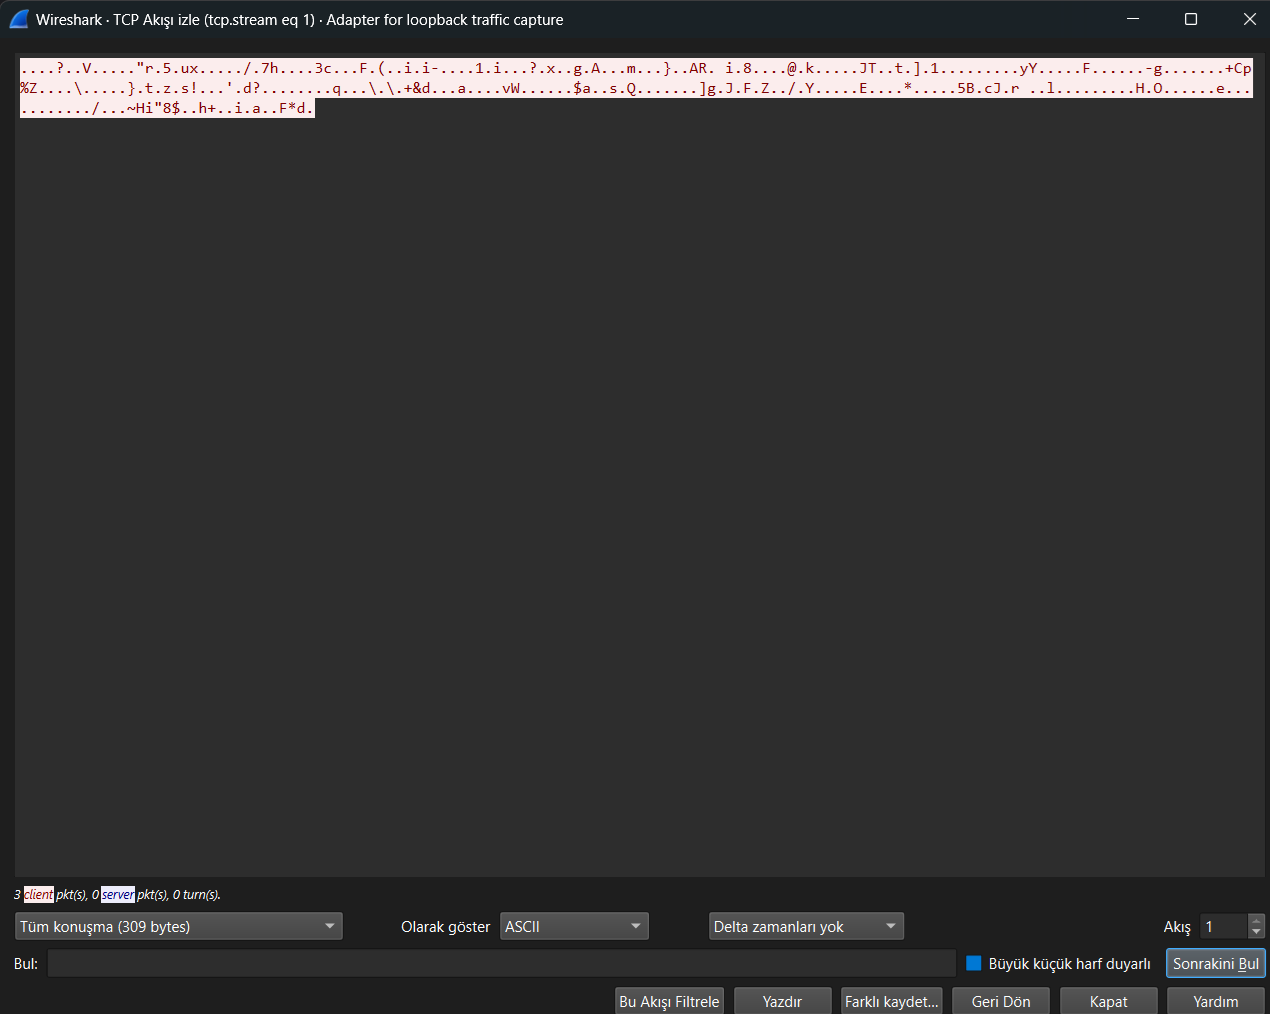 Wireshark · TCP Akışı izle (tcp.stream eq 1) · Adapter for loopback traffic capture
....?..V....."r.5.ux...../.7h....3c...F.(..i.i-....1.i...?.x..g.A...m...}..AR. i.8....@.k.....JT..t.].1.........yY.....F......-g.......+Cp
%Z....\.....}.t.z.s!...'.d?........q...\.\.+&d...a....vW......$a..s.Q.......]g.J.F.Z../.Y.....E....*.....5B.cJ.r ..l.........H.O......e...
......../...~Hi"8$..h+..i.a..F*d.
3 client pkt(s), 0 server pkt(s), 0 turn(s).
Tüm konuşma (309 bytes) Olarak göster ASCII Delta zamanları yok Akış 1
Bul: Büyük küçük harf duyarlı Sonrakini Bul
Bu Akışı Filtrele Yazdır Farklı kaydet... Geri Dön Kapat Yardım